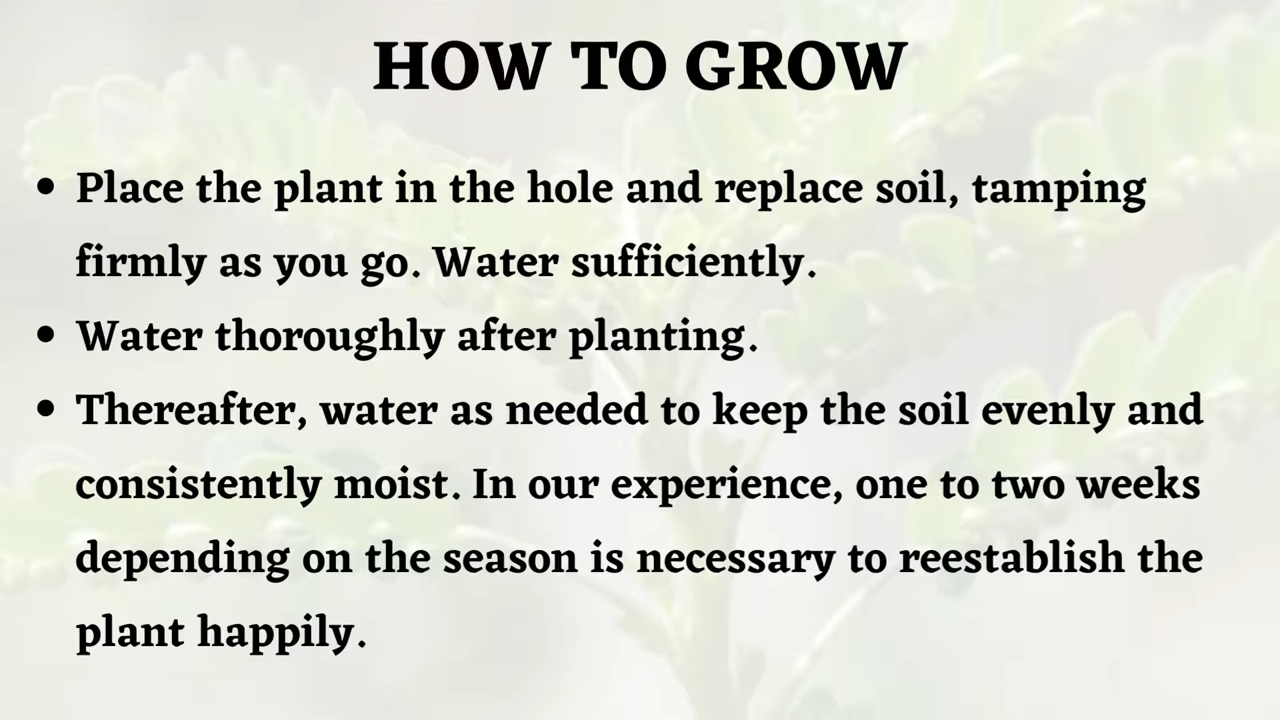 HOW TO GROW
• Place the plant in the hole and replace soil, tamping
firmly as you go. Water sufficiently.
• Water thoroughly after planting.
• Thereafter, water as needed to keep the soil evenly and
consistently moist. In our experience, one to two weeks
depending on the season is necessary to reestablish the
plant happily.